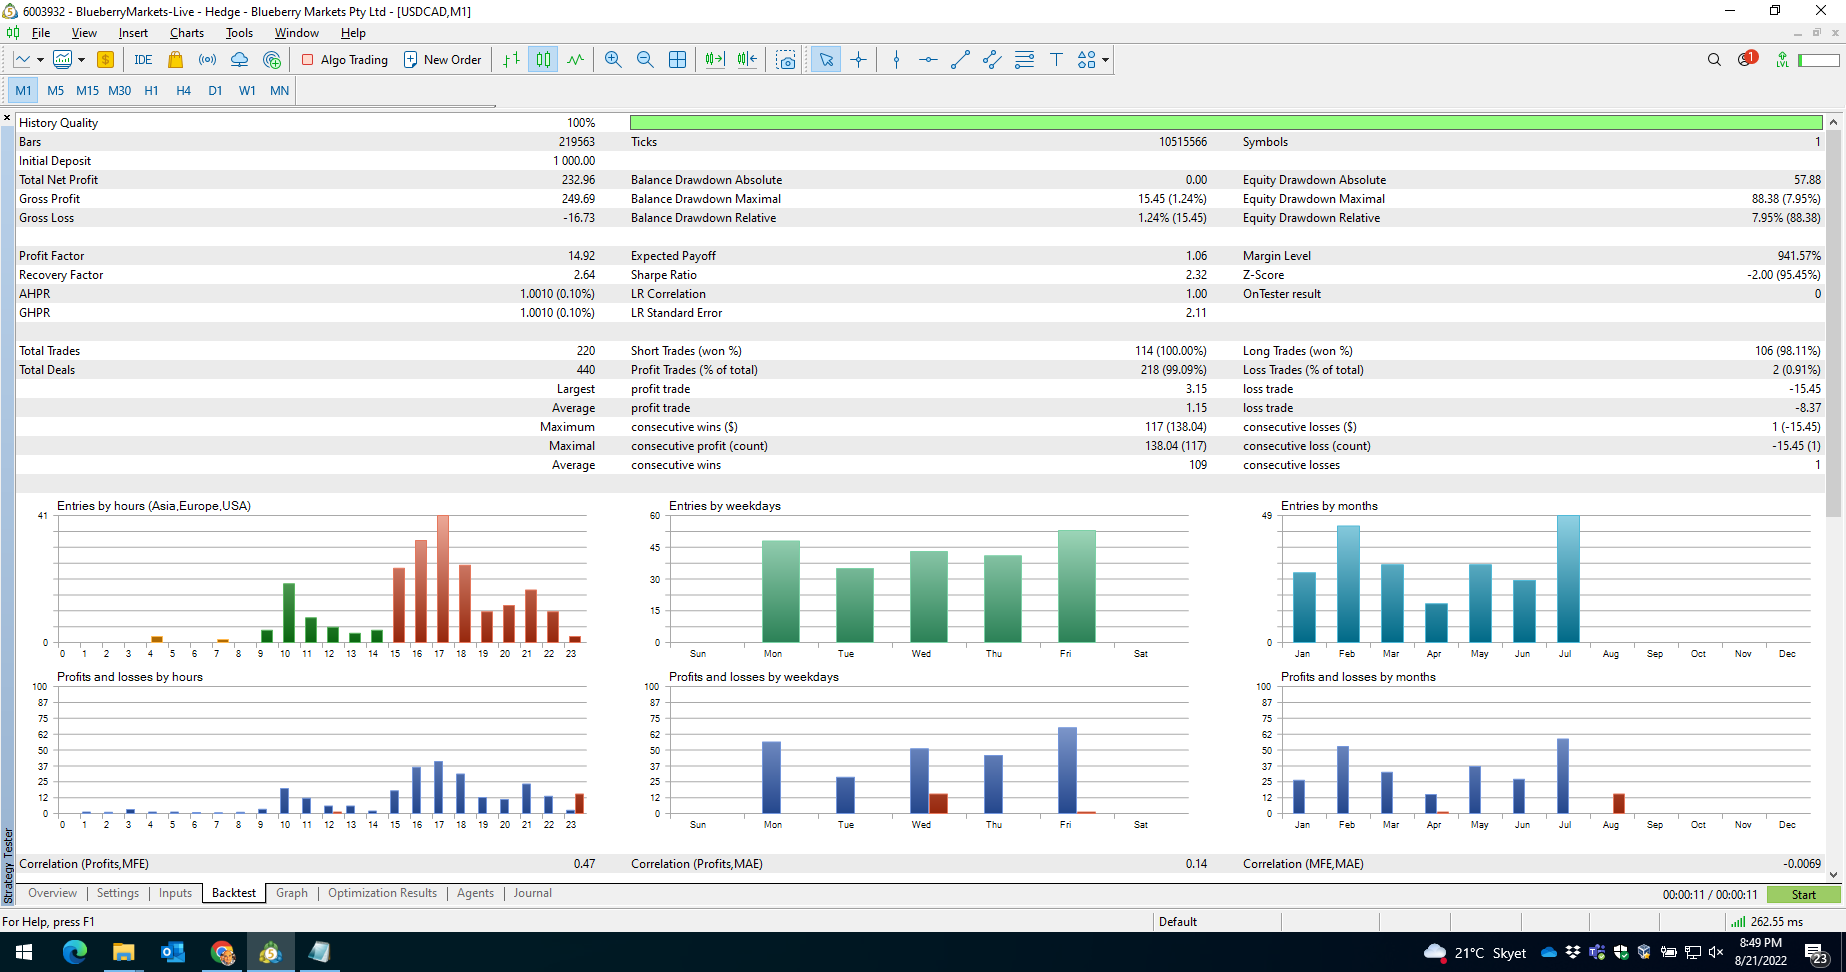 6003932 - BlueberryMarkets-Live - Hedge - Blueberry Markets Pty Ltd - [USDCAD,M1]
File View Insert Charts Tools Window Help
IDE Algo Trading New Order 1 LVL
M1 M5 M15 M30 H1 H4 D1 W1 MN
History Quality 100%
Bars 219563 Ticks 10515566 Symbols 1
Initial Deposit 1 000.00
Total Net Profit 232.96 Balance Drawdown Absolute 0.00 Equity Drawdown Absolute 57.88
Gross Profit 249.69 Balance Drawdown Maximal 15.45 (1.24%) Equity Drawdown Maximal 88.38 (7.95%)
Gross Loss -16.73 Balance Drawdown Relative 1.24% (15.45) Equity Drawdown Relative 7.95% (88.38)
Profit Factor 14.92 Expected Payoff 1.06 Margin Level 941.57%
Recovery Factor 2.64 Sharpe Ratio 2.32 Z-Score -2.00 (95.45%)
AHPR 1.0010 (0.10%) LR Correlation 1.00 OnTester result 0
GHPR 1.0010 (0.10%) LR Standard Error 2.11
Total Trades 220 Short Trades (won %) 114 (100.00%) Long Trades (won %) 106 (98.11%)
Total Deals 440 Profit Trades (% of total) 218 (99.09%) Loss Trades (% of total) 2 (0.91%)
Largest profit trade 3.15 loss trade -15.45
Average profit trade 1.15 loss trade -8.37
Maximum consecutive wins ($) 117 (138.04) consecutive losses ($) 1 (-15.45)
Maximal consecutive profit (count) 138.04 (117) consecutive loss (count) -15.45 (1)
Average consecutive wins 109 consecutive losses 1
Entries by hours (Asia,Europe,USA)
41
0
0 1 2 3 4 5 6 7 8 9 10 11 12 13 14 15 16 17 18 19 20 21 22 23
Entries by weekdays
60
45
30
15
0
Sun Mon Tue Wed Thu Fri Sat
Entries by months
49
0
Jan Feb Mar Apr May Jun Jul Aug Sep Oct Nov Dec
Profits and losses by hours
100
87
75
62
50
37
25
12
0
0 1 2 3 4 5 6 7 8 9 10 11 12 13 14 15 16 17 18 19 20 21 22 23
Profits and losses by weekdays
100
87
75
62
50
37
25
12
0
Sun Mon Tue Wed Thu Fri Sat
Profits and losses by months
100
87
75
62
50
37
25
12
0
Jan Feb Mar Apr May Jun Jul Aug Sep Oct Nov Dec
Correlation (Profits,MFE) 0.47 Correlation (Profits,MAE) 0.14 Correlation (MFE,MAE) -0.0069
Strategy Tester
Overview Settings Inputs Backtest Graph Optimization Results Agents Journal 00:00:11 / 00:00:11 Start
For Help, press F1 Default 262.55 ms
21°C Skyet 8:49 PM
8/21/2022 23